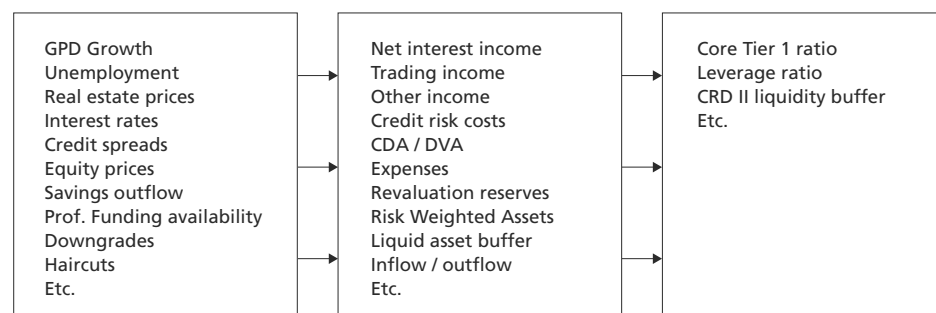 GPD Growth
Unemployment
Real estate prices
Interest rates
Credit spreads
Equity prices
Savings outflow
Prof. Funding availability
Downgrades
Haircuts
Etc.
Net interest income
Trading income
Other income
Credit risk costs
CDA / DVA
Expenses
Revaluation reserves
Risk Weighted Assets
Liquid asset buffer
Inflow / outflow
Etc.
Core Tier 1 ratio
Leverage ratio
CRD II liquidity buffer
Etc.